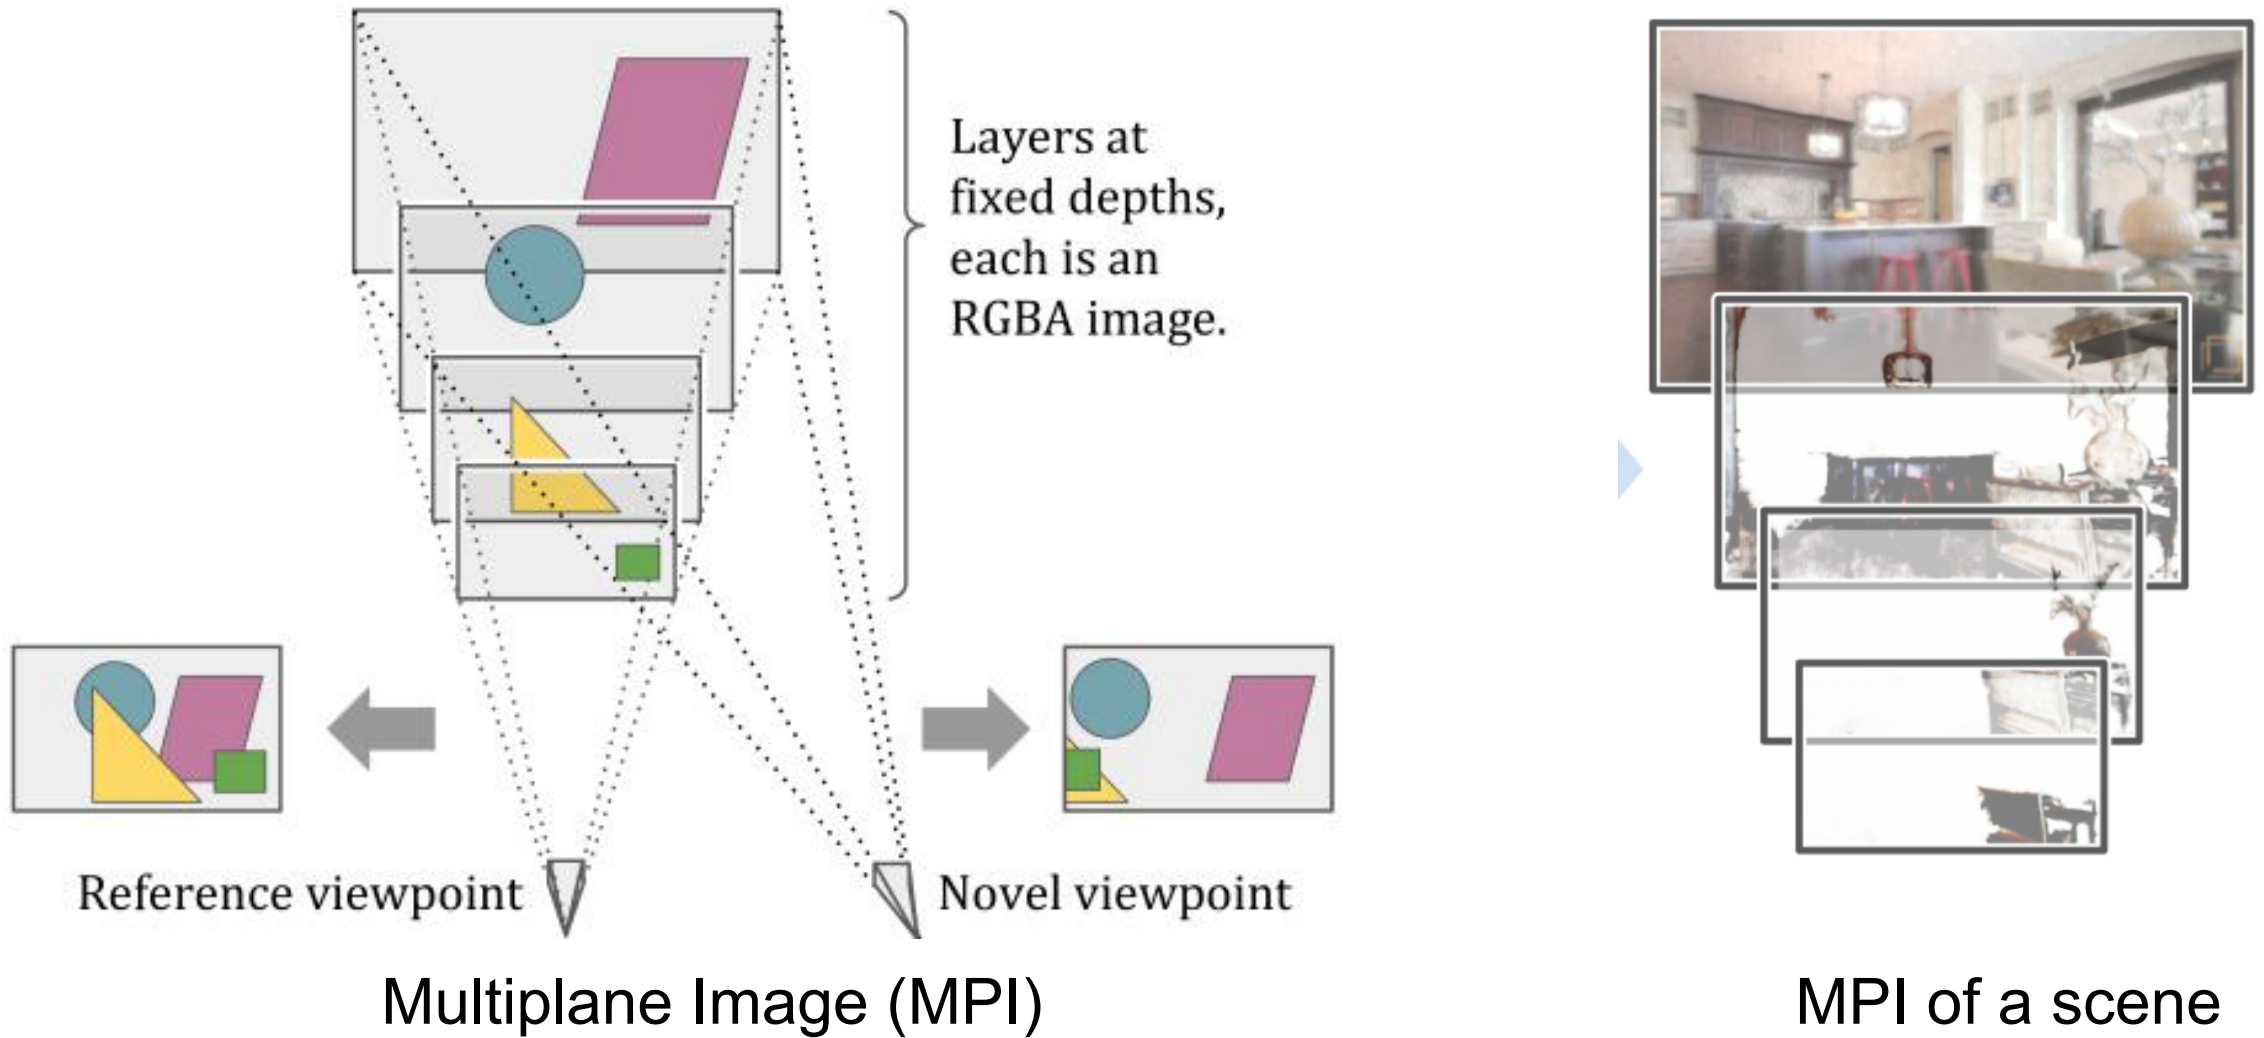 Layers at
fixed depths,
each is an
RGBA image.
Reference viewpoint
Novel viewpoint
Multiplane Image (MPI)
MPI of a scene